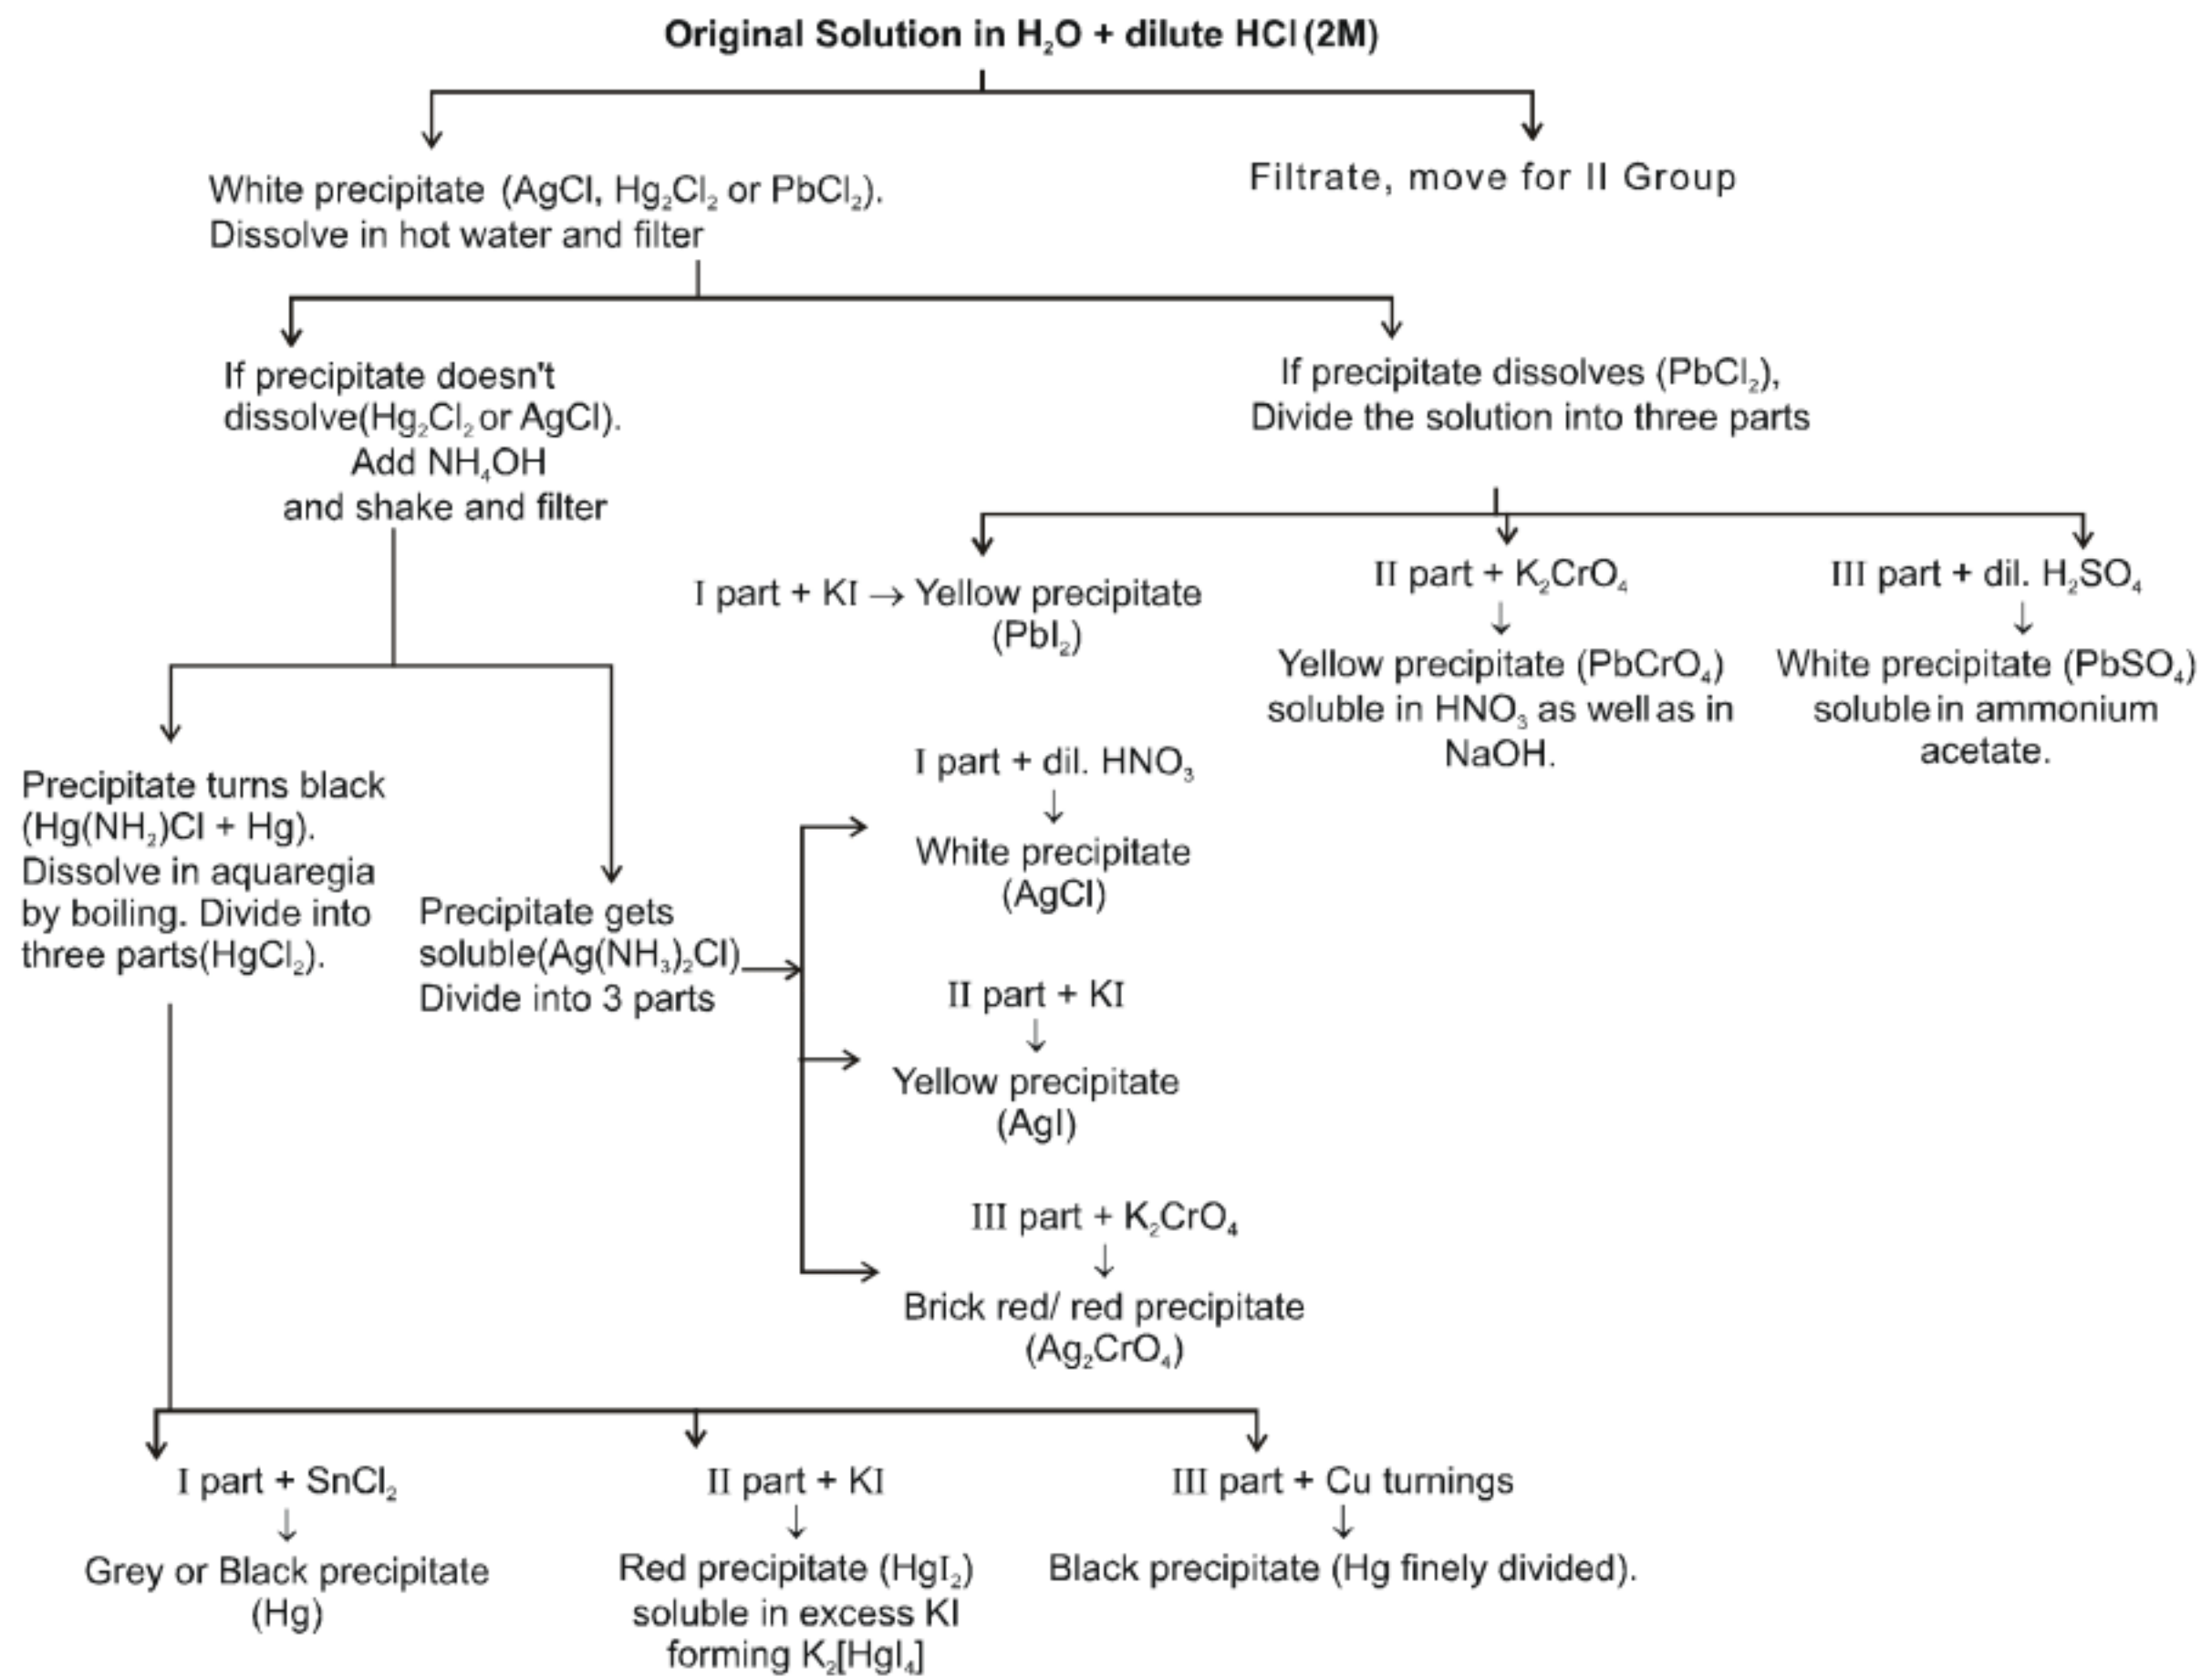 Original Solution in H₂O + dilute HCl (2M)
White precipitate (AgCl, Hg₂Cl₂ or PbCl₂).
Dissolve in hot water and filter
Filtrate, move for II Group
If precipitate doesn't
dissolve(Hg₂Cl₂ or AgCl).
Add NH₄OH
and shake and filter
If precipitate dissolves (PbCl₂),
Divide the solution into three parts
I part + KI → Yellow precipitate
(PbI₂)
II part + K₂CrO₄
↓
Yellow precipitate (PbCrO₄)
soluble in HNO₃ as well as in
NaOH.
III part + dil. H₂SO₄
↓
White precipitate (PbSO₄)
soluble in ammonium
acetate.
Precipitate turns black
(Hg(NH₂)Cl + Hg).
Dissolve in aquaregia
by boiling. Divide into
three parts(HgCl₂).
Precipitate gets
soluble(Ag(NH₃)₂Cl)
Divide into 3 parts
I part + dil. HNO₃
↓
White precipitate
(AgCl)
II part + KI
↓
Yellow precipitate
(AgI)
III part + K₂CrO₄
↓
Brick red/ red precipitate
(Ag₂CrO₄)
I part + SnCl₂
↓
Grey or Black precipitate
(Hg)
II part + KI
↓
Red precipitate (HgI₂)
soluble in excess KI
forming K₂[HgI₄]
III part + Cu turnings
↓
Black precipitate (Hg finely divided).